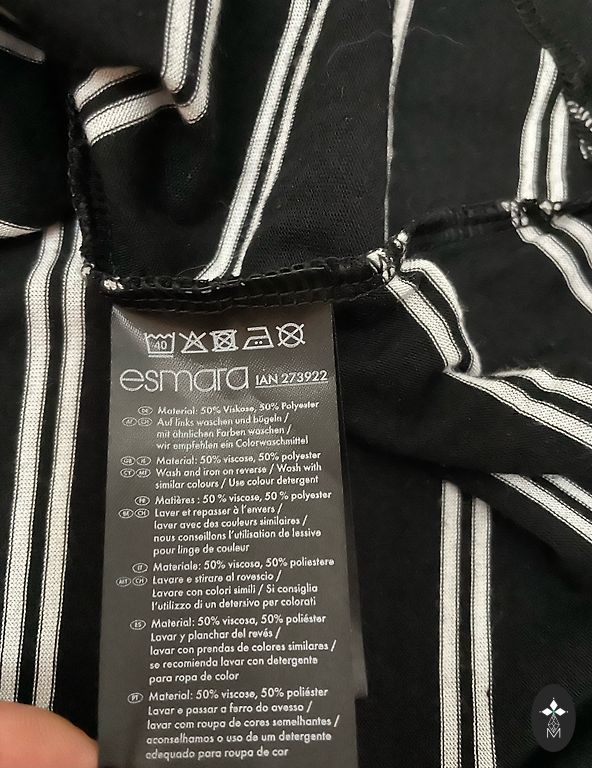 40
esmara IAN 273922
DE Material: 50% Viskose, 50% Polyester
AT CH Auf links waschen und bügeln /
mit ähnlichen Farben waschen /
wir empfehlen ein Colorwaschmittel
GB IE Material: 50% viscose, 50% polyester
CY MT Wash and iron on reverse / Wash with
similar colours / Use colour detergent
FR Matières : 50 % viscose, 50 % polyester
BE CH Laver et repasser à l'envers /
laver avec des couleurs similaires /
nous conseillons l'utilisation de lessive
pour linge de couleur
IT Materiale: 50% viscosa, 50% poliestere
MT CH Lavare e stirare al rovescio /
Lavare con colori simili / Si consiglia
l'utilizzo di un detersivo per colorati
ES Material: 50% viscosa, 50% poliéster
Lavar y planchar del revés /
lavar con prendas de colores similares /
se recomienda lavar con detergente
para ropa de color
PT Material: 50% viscosa, 50% poliéster
Lavar e passar a ferro do avesso /
lavar com roupa de cores semelhantes /
aconselhamos o uso de um detergente
adequado para roupa de cor
M